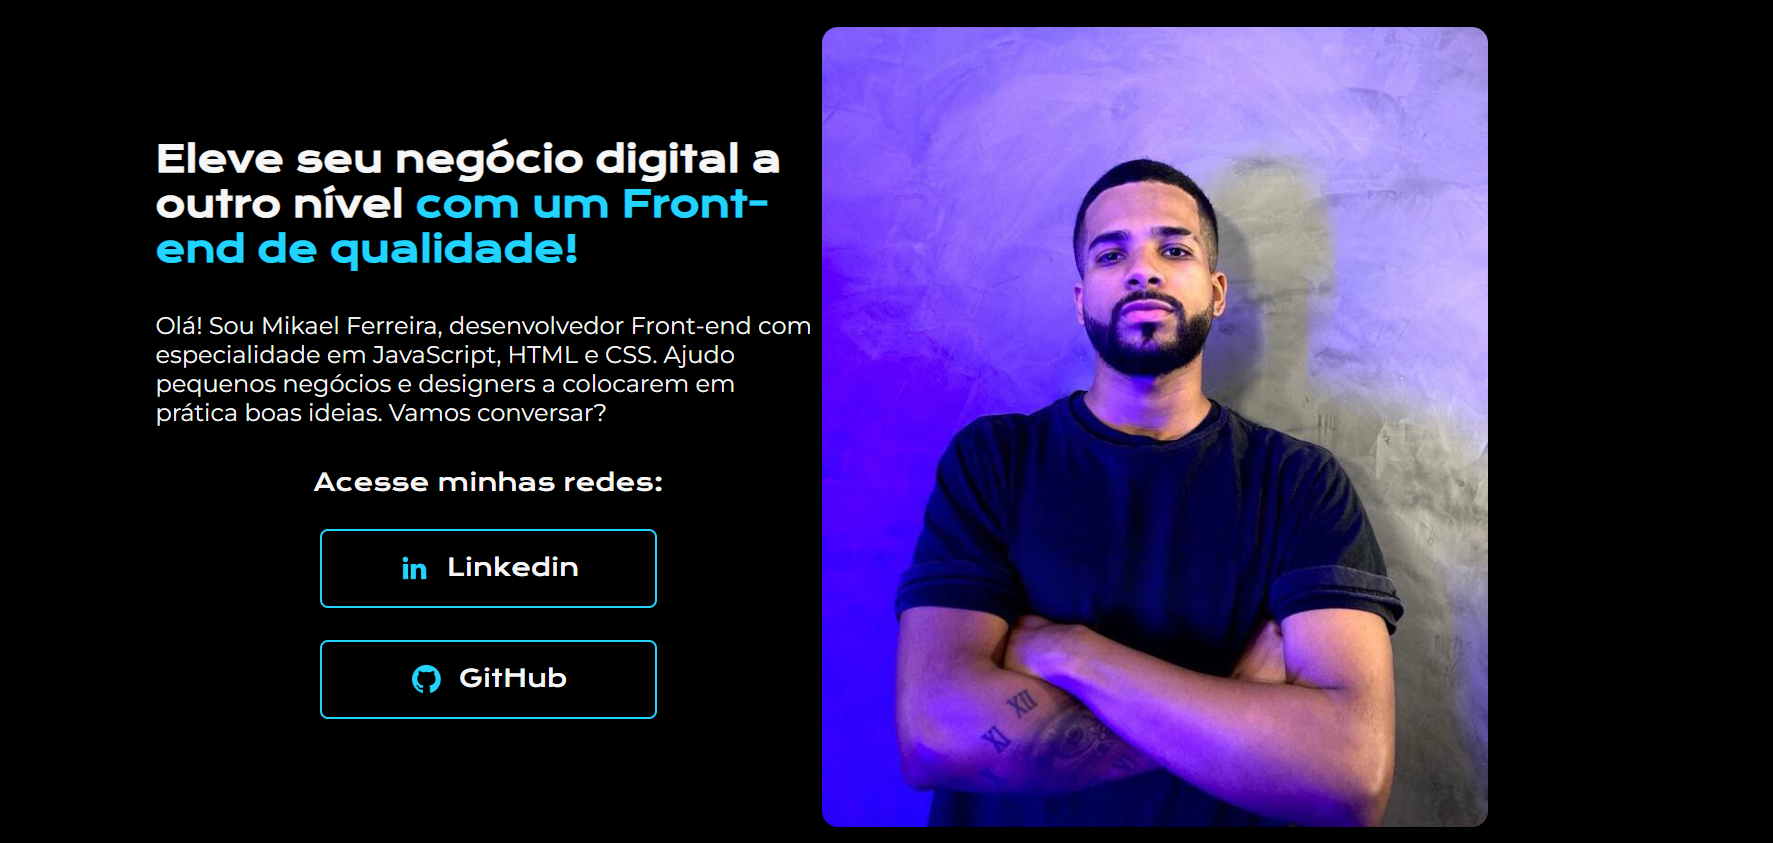 Eleve seu negócio digital a
outro nível com um Front-
end de qualidade!
Olá! Sou Mikael Ferreira, desenvolvedor Front-end com
especialidade em JavaScript, HTML e CSS. Ajudo
pequenos negócios e designers a colocarem em
prática boas ideias. Vamos conversar?
Acesse minhas redes:
in Linkedin
GitHub
XII
XI